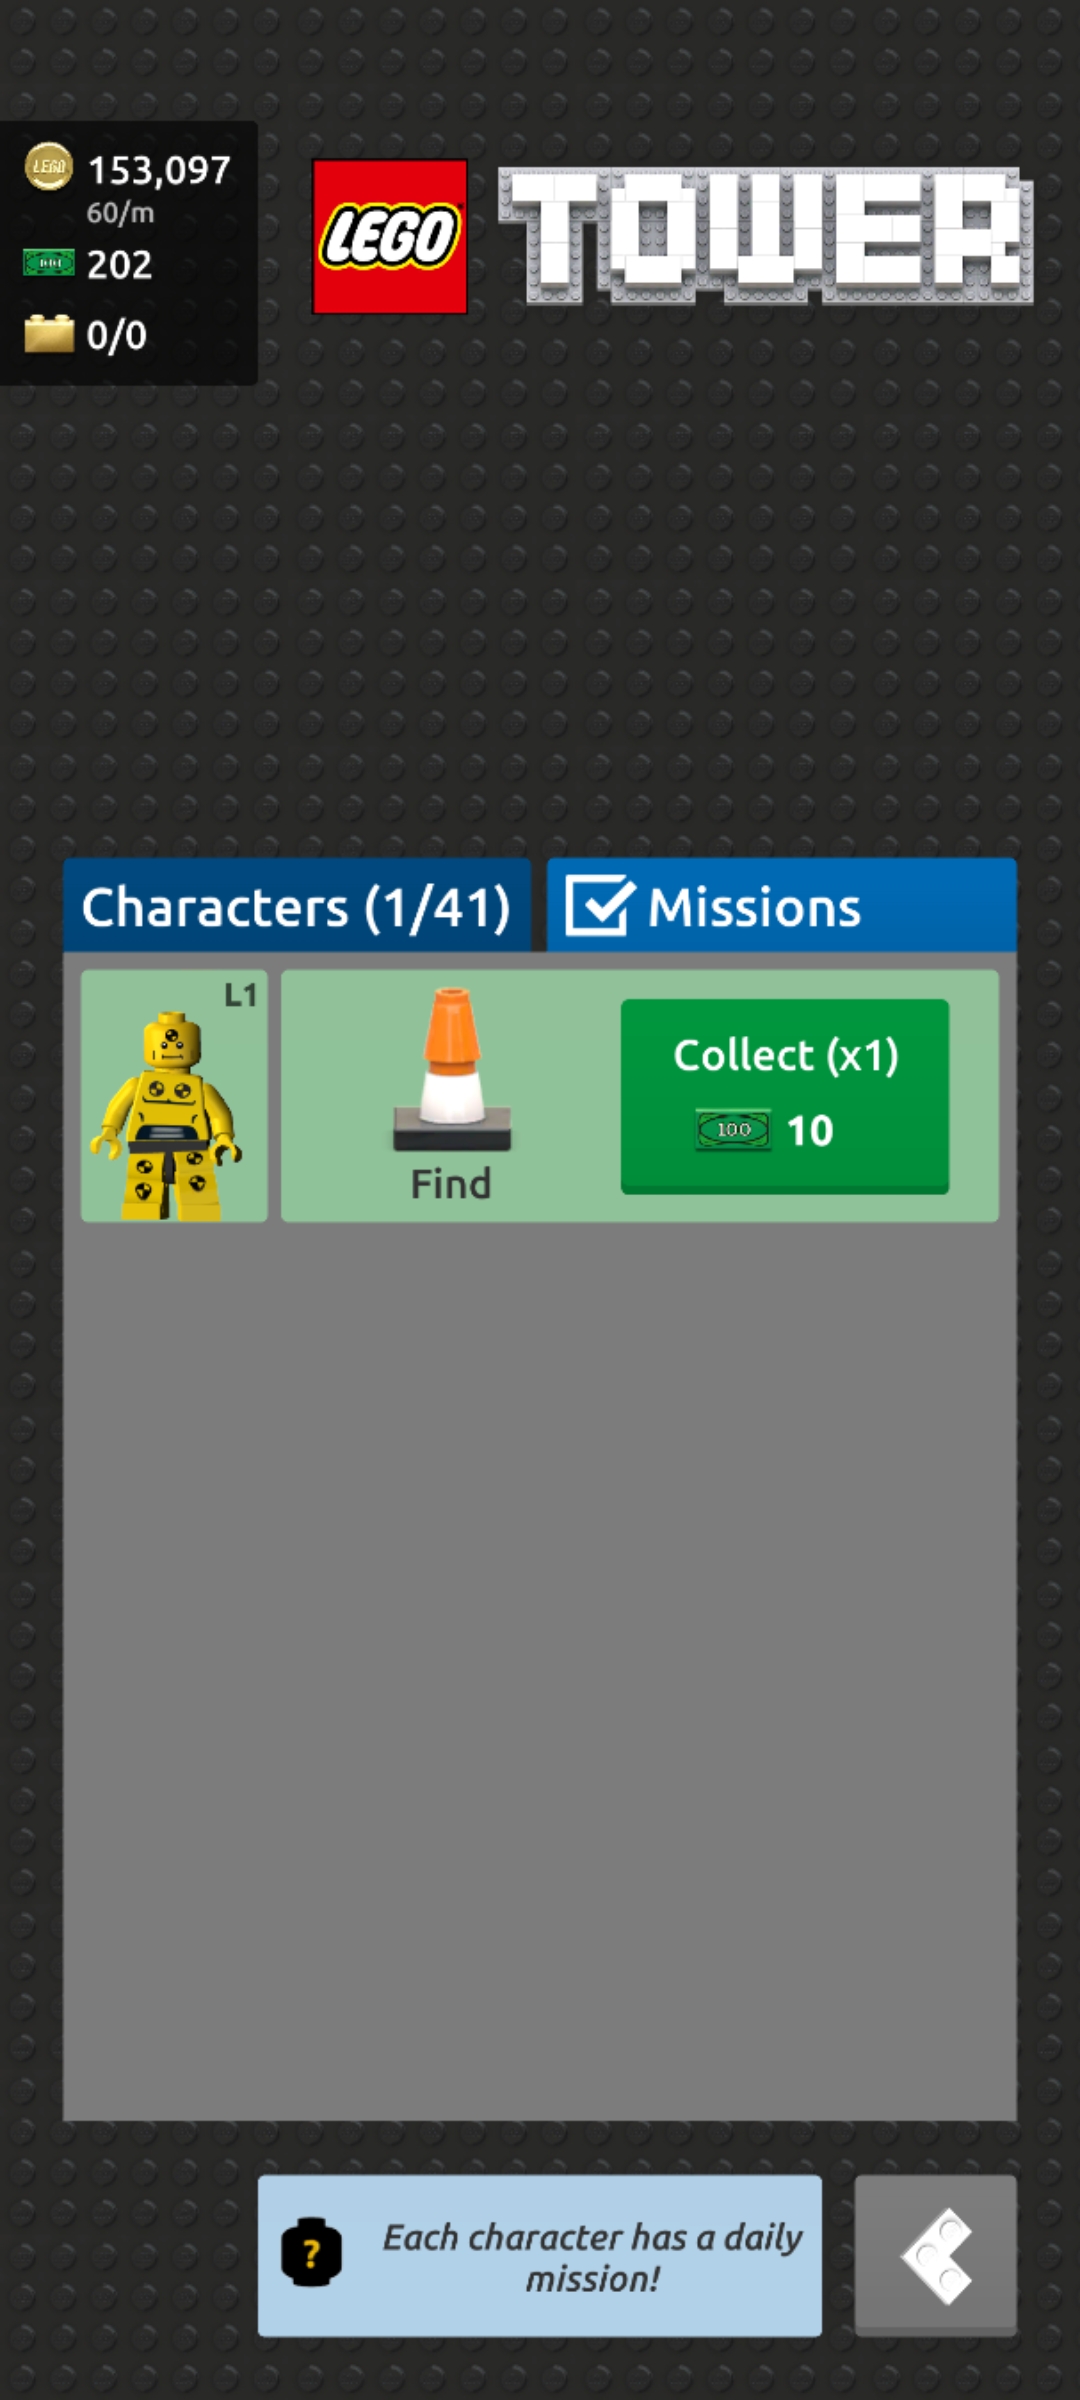 LEGO
153,097
60/m
202
0/0
LEGO TOWER
Characters (1/41)
Missions
L1
Find
Collect (x1)
100 10
?
Each character has a daily
mission!